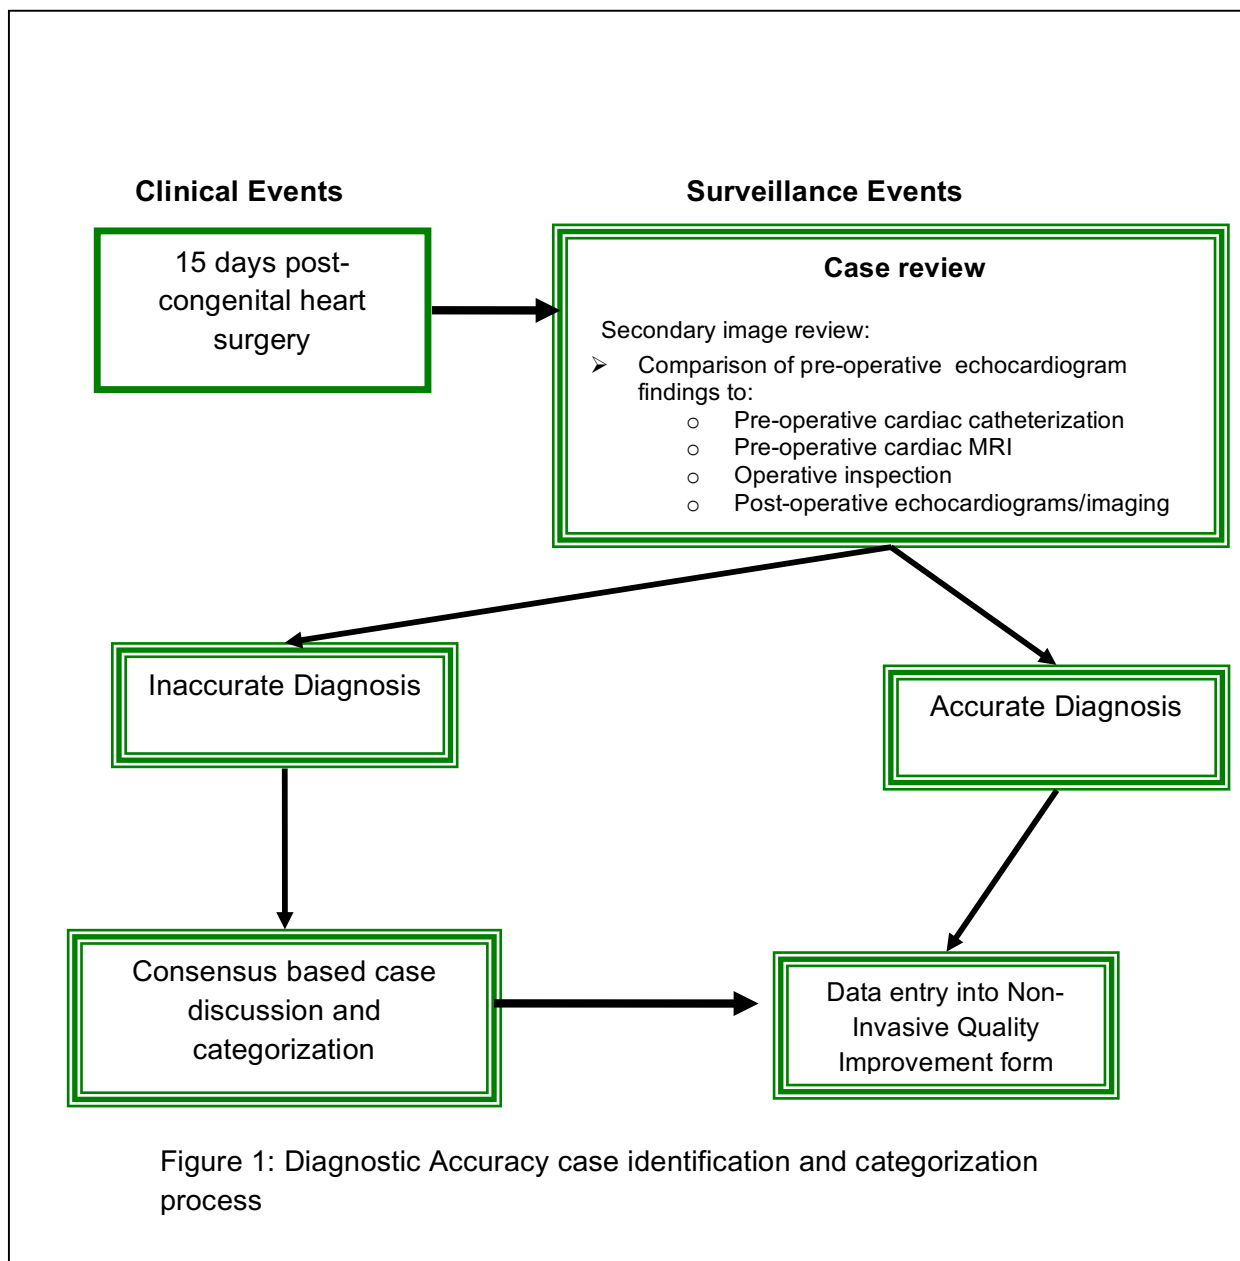 Clinical Events
Surveillance Events
15 days post-
congenital heart
surgery
Case review
Secondary image review:
➢ Comparison of pre-operative echocardiogram
findings to:
o Pre-operative cardiac catheterization
o Pre-operative cardiac MRI
o Operative inspection
o Post-operative echocardiograms/imaging
Inaccurate Diagnosis
Accurate Diagnosis
Consensus based case
discussion and
categorization
Data entry into Non-
Invasive Quality
Improvement form
Figure 1: Diagnostic Accuracy case identification and categorization
process